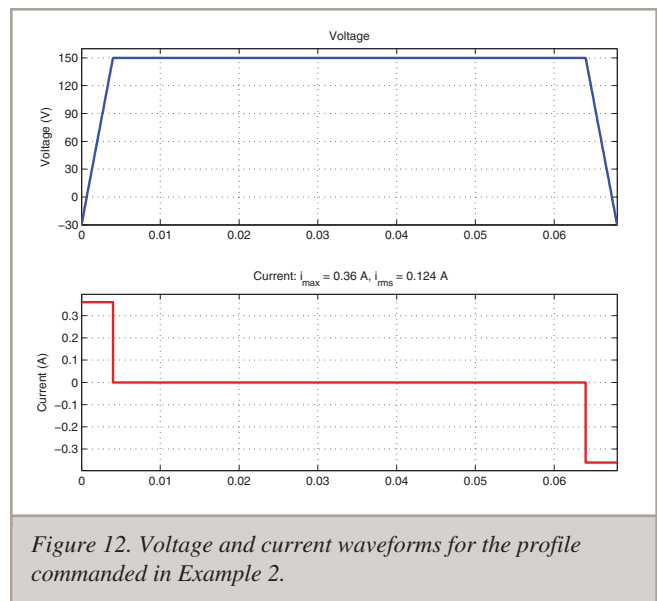 Voltage
150
120
90
60
30
0
−30
Voltage (V)
0 0.01 0.02 0.03 0.04 0.05 0.06
Current: i_max = 0.36 A, i_rms = 0.124 A
0.3
0.2
0.1
0
−0.1
−0.2
−0.3
Current (A)
0 0.01 0.02 0.03 0.04 0.05 0.06
Figure 12. Voltage and current waveforms for the profile
commanded in Example 2.